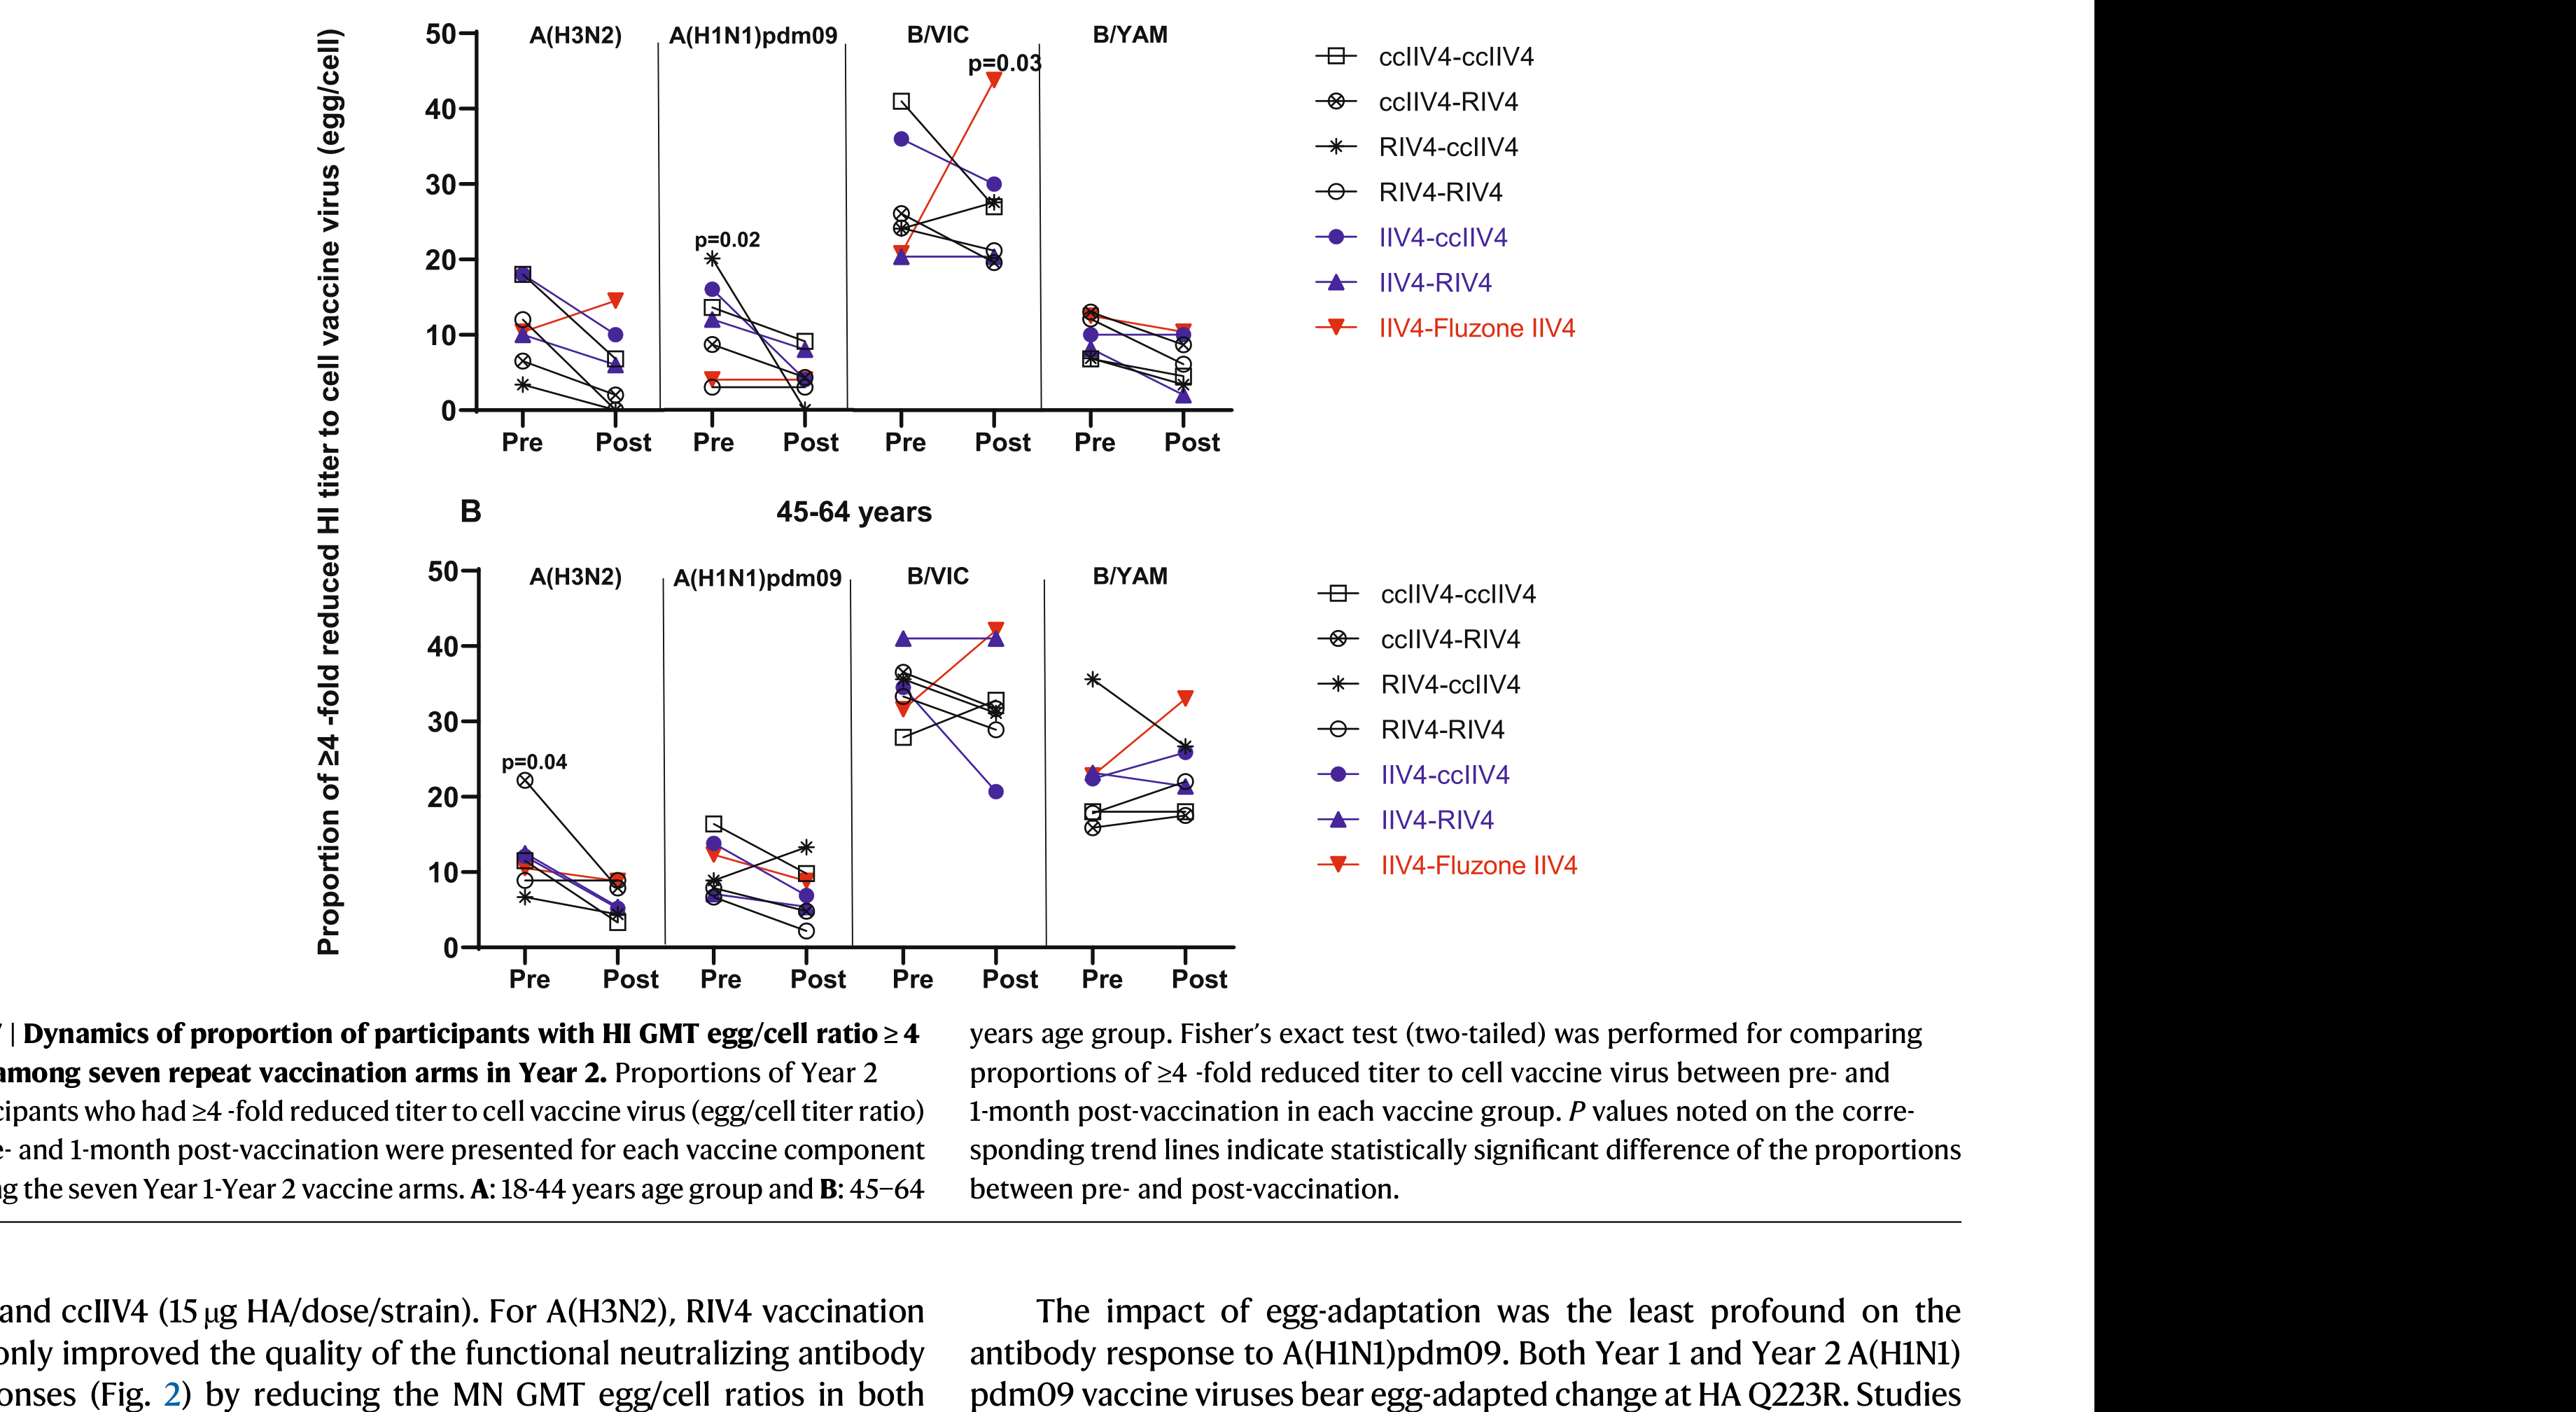 Proportion of ≥4 -fold reduced HI titer to cell vaccine virus (egg/cell)
50
40
30
20
10
0
A(H3N2) A(H1N1)pdm09 B/VIC B/YAM
p=0.02
p=0.03
Pre Post Pre Post Pre Post Pre Post
ccIIV4-ccIIV4
ccIIV4-RIV4
RIV4-ccIIV4
RIV4-RIV4
IIV4-ccIIV4
IIV4-RIV4
IIV4-Fluzone IIV4
B 45-64 years
50
40
30
20
10
0
A(H3N2) A(H1N1)pdm09 B/VIC B/YAM
p=0.04
Pre Post Pre Post Pre Post Pre Post
ccIIV4-ccIIV4
ccIIV4-RIV4
RIV4-ccIIV4
RIV4-RIV4
IIV4-ccIIV4
IIV4-RIV4
IIV4-Fluzone IIV4
| Dynamics of proportion of participants with HI GMT egg/cell ratio ≥ 4
among seven repeat vaccination arms in Year 2. Proportions of Year 2
cipants who had ≥4 -fold reduced titer to cell vaccine virus (egg/cell titer ratio)
e- and 1-month post-vaccination were presented for each vaccine component
ng the seven Year 1-Year 2 vaccine arms. A: 18-44 years age group and B: 45–64
years age group. Fisher's exact test (two-tailed) was performed for comparing
proportions of ≥4 -fold reduced titer to cell vaccine virus between pre- and
1-month post-vaccination in each vaccine group. P values noted on the corre-
sponding trend lines indicate statistically significant difference of the proportions
between pre- and post-vaccination.
and ccIIV4 (15 μg HA/dose/strain). For A(H3N2), RIV4 vaccination
only improved the quality of the functional neutralizing antibody
onses (Fig. 2) by reducing the MN GMT egg/cell ratios in both
The impact of egg-adaptation was the least profound on the
antibody response to A(H1N1)pdm09. Both Year 1 and Year 2 A(H1N1)
pdm09 vaccine viruses bear egg-adapted change at HA Q223R. Studies